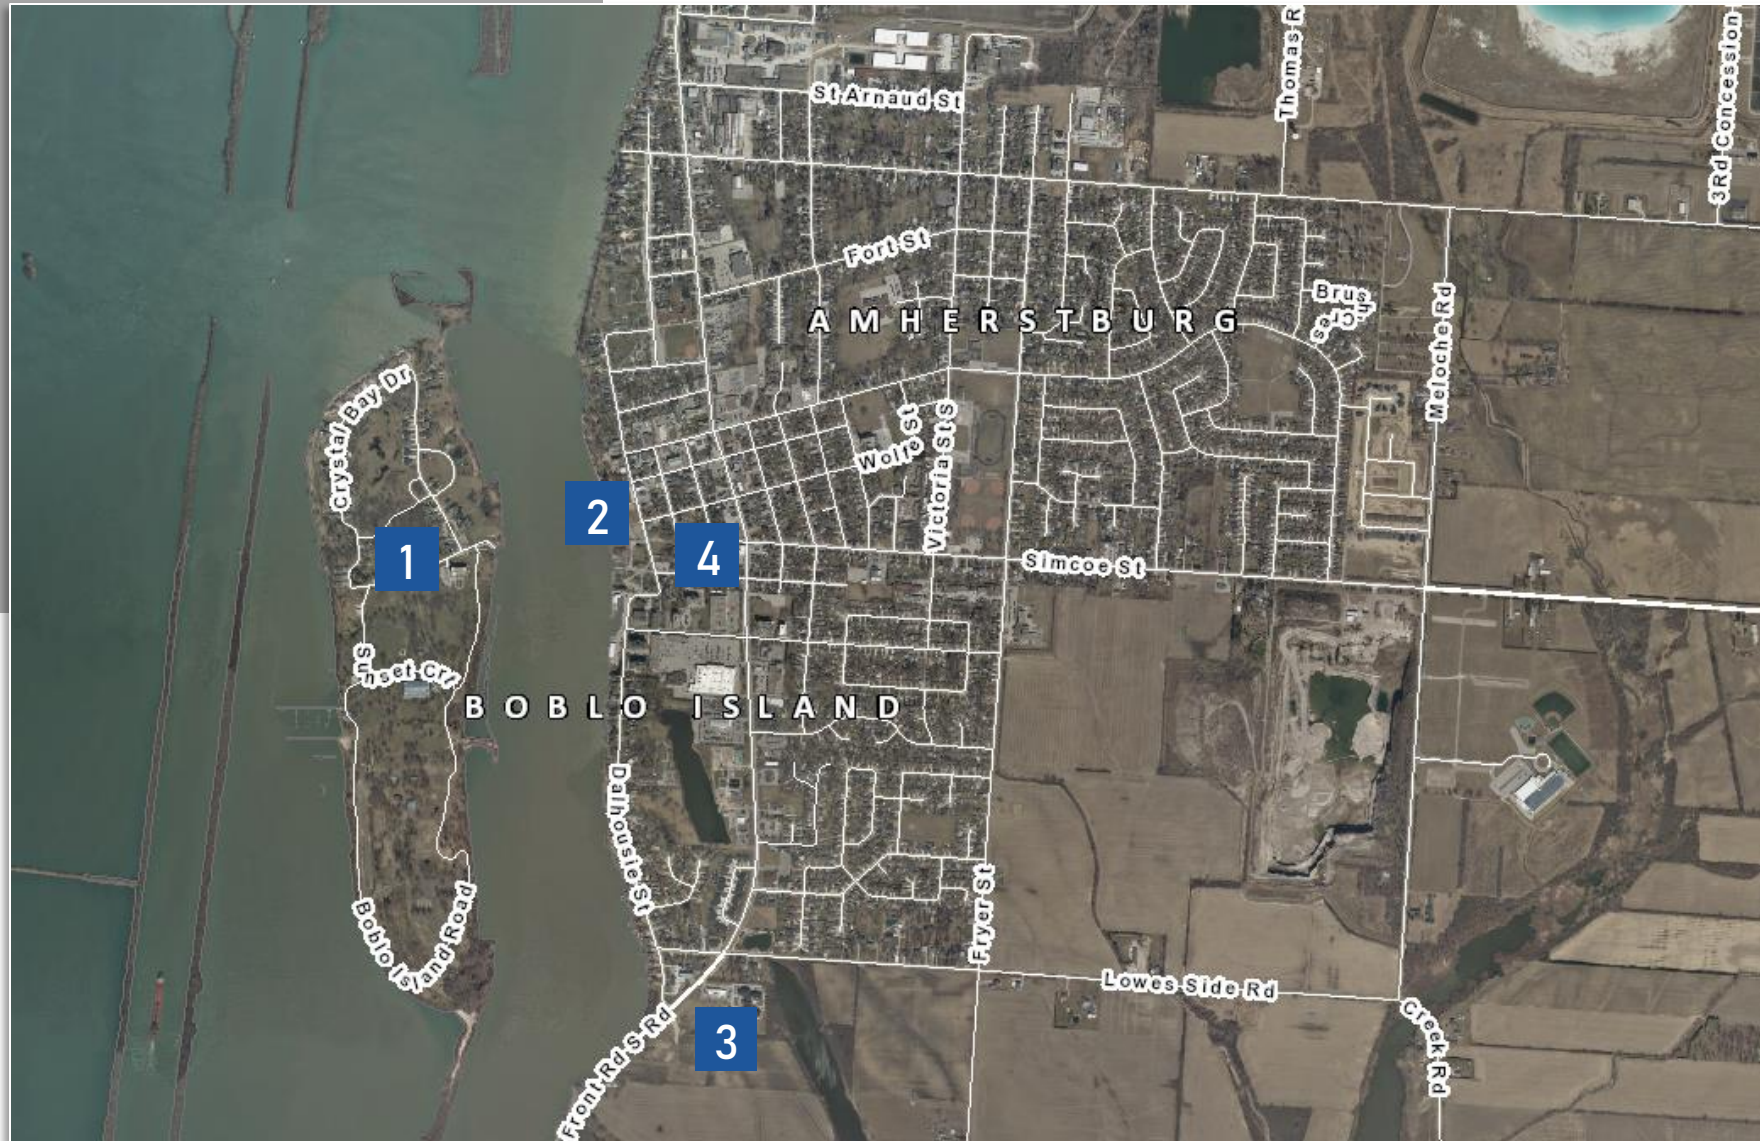 St Arnaud St
Thomas R
3Rd Concession
Fort St
Brus
hCres
AMHERSTBURG
Meloche Rd
Crystal Bay Dr
Wolfe St
Victoria St S
2
1
4
Simcoe St
Sunset Cr
BOBLO ISLAND
Dalhousie St
Boblo Island Road
Fryer St
Lowes Side Rd
Front Rd S Rd
3
Creek Rd